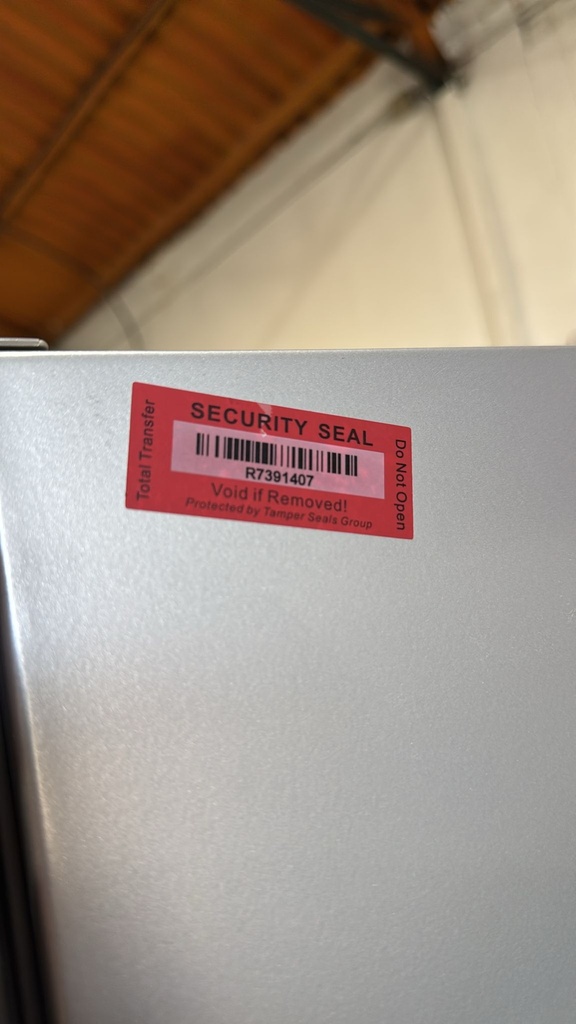 Total Transfer
SECURITY SEAL
R7391407
Void if Removed!
Protected by Tamper Seals Group
Do Not Open